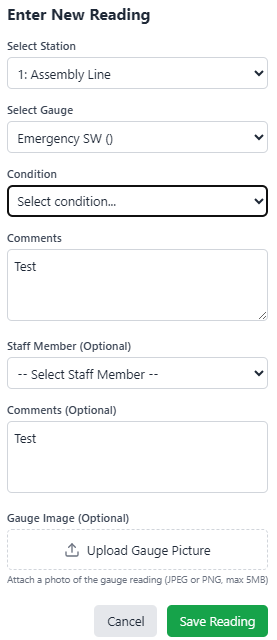 Enter New Reading
Select Station
1: Assembly Line
Select Gauge
Emergency SW ()
Condition
Select condition...
Comments
Test
Staff Member (Optional)
-- Select Staff Member --
Comments (Optional)
Test
Gauge Image (Optional)
Upload Gauge Picture
Attach a photo of the gauge reading (JPEG or PNG, max 5MB)
Cancel
Save Reading